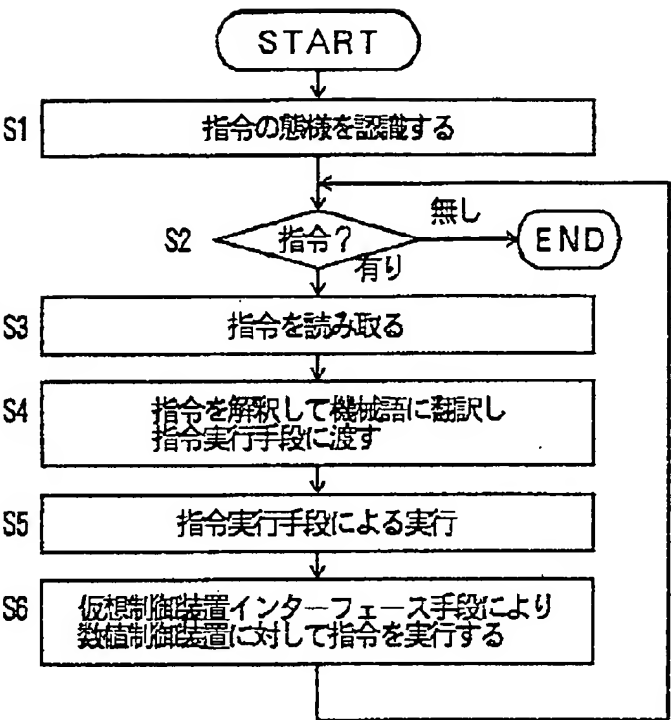 START
S1
指令の態様を認識する
S2
指令?
無し
END
有り
S3
指令を読み取る
S4
指令を解釈して機械語に翻訳し
指令実行手段に渡す
S5
指令実行手段による実行
S6
仮想制御装置インターフェース手段により
数値制御装置に対して指令を実行する